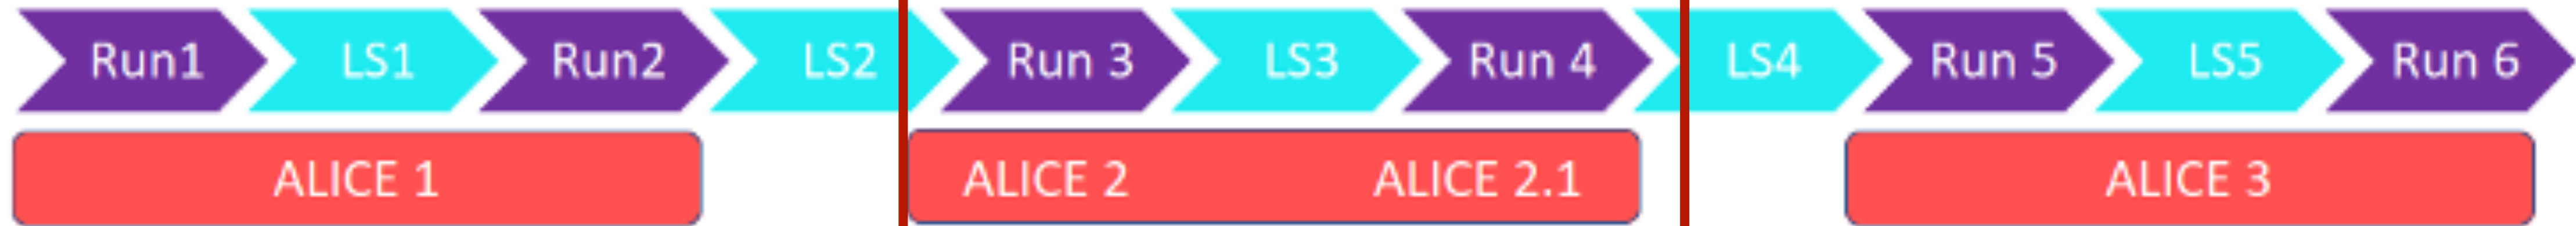 Run1 LS1 Run2 LS2 Run 3 LS3 Run 4 LS4 Run 5 LS5 Run 6
ALICE 1 ALICE 2 ALICE 2.1 ALICE 3